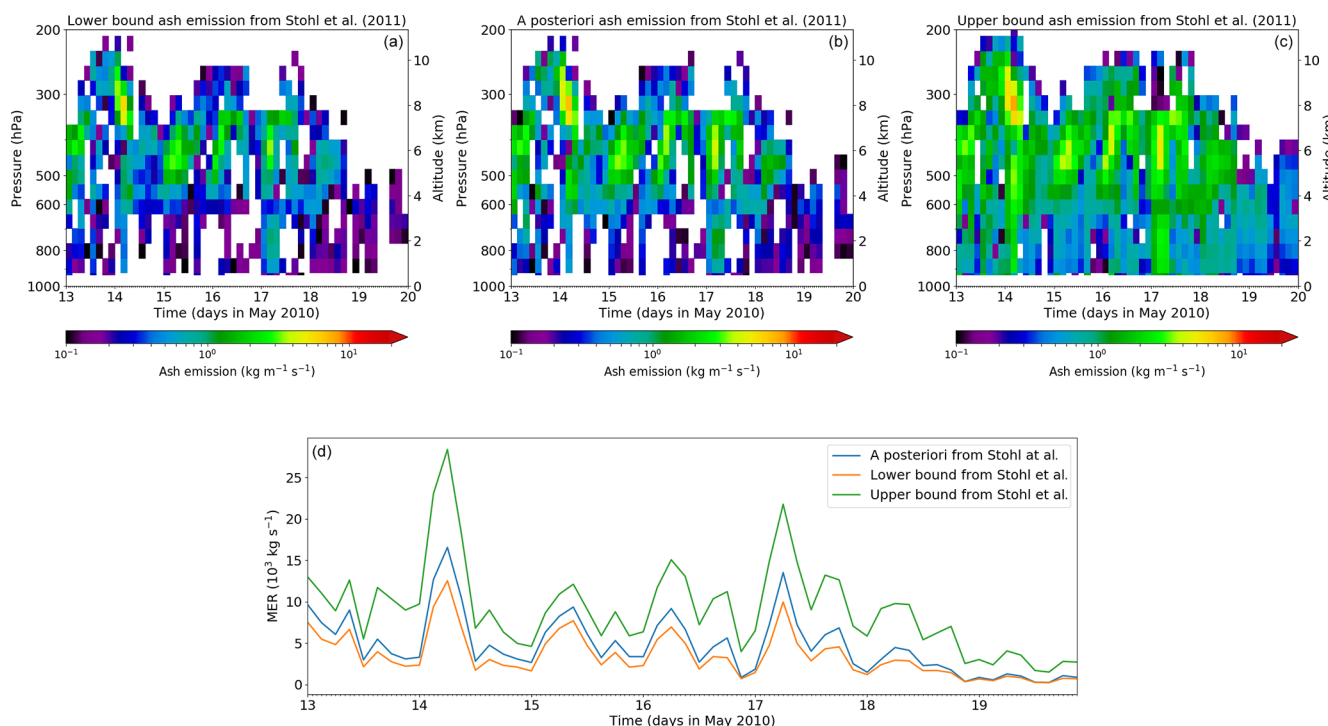 Lower bound ash emission from Stohl et al. (2011)
(a)
Pressure (hPa)
200
300
500
600
800
1000
10
8
6
4
2
0
Altitude (km)
13 14 15 16 17 18 19 20
Time (days in May 2010)
10⁻¹ 10⁰ 10¹
Ash emission (kg m⁻¹ s⁻¹)
A posteriori ash emission from Stohl et al. (2011)
(b)
Pressure (hPa)
200
300
500
600
800
1000
10
8
6
4
2
0
Altitude (km)
13 14 15 16 17 18 19 20
Time (days in May 2010)
10⁻¹ 10⁰ 10¹
Ash emission (kg m⁻¹ s⁻¹)
Upper bound ash emission from Stohl et al. (2011)
(c)
Pressure (hPa)
200
300
500
600
800
1000
10
8
6
4
2
0
Altitude (km)
13 14 15 16 17 18 19 20
Time (days in May 2010)
10⁻¹ 10⁰ 10¹
Ash emission (kg m⁻¹ s⁻¹)
(d)
A posteriori from Stohl at al.
Lower bound from Stohl et al.
Upper bound from Stohl et al.
MER (10³ kg s⁻¹)
25
20
15
10
5
0
13 14 15 16 17 18 19
Time (days in May 2010)